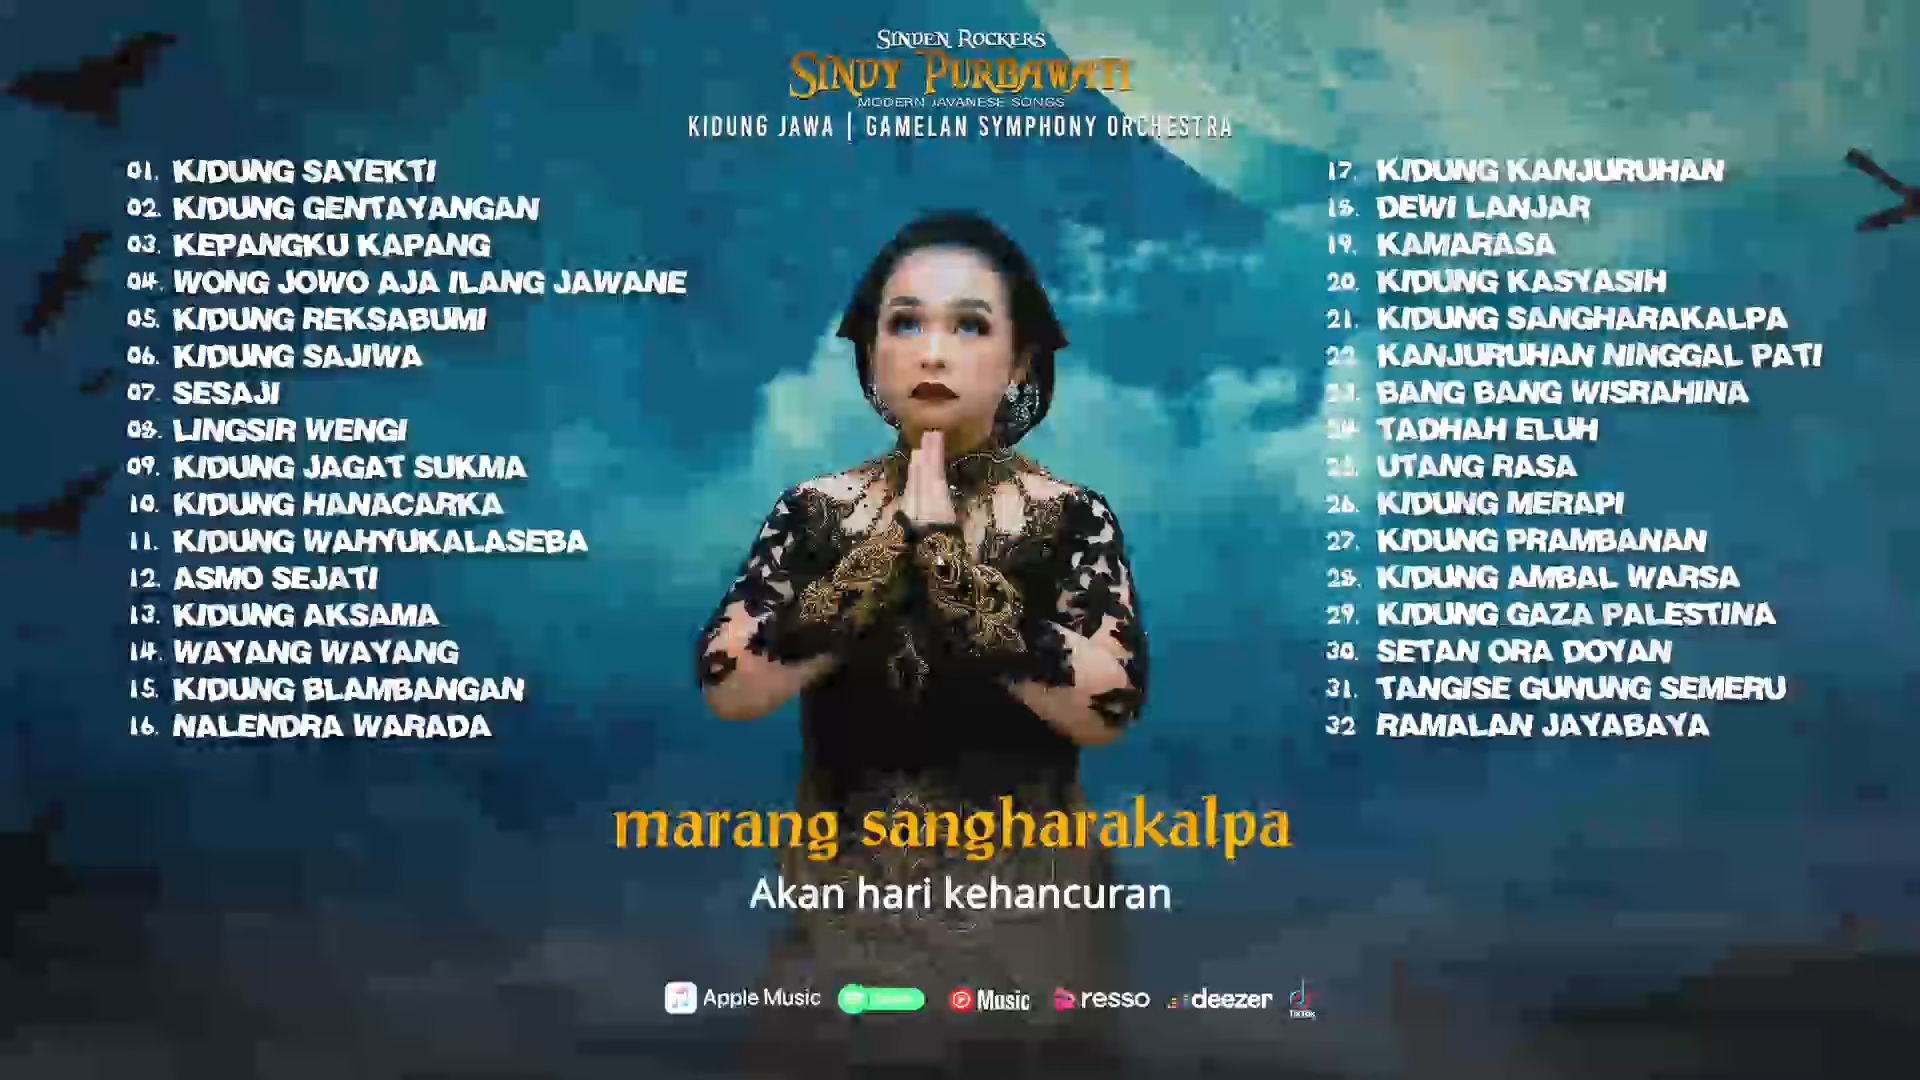 SINDEN ROCKERS
SINDY PURBAWATI
MODERN JAVANESE SONGS
KIDUNG JAWA | GAMELAN SYMPHONY ORCHESTRA
01. KIDUNG SAYEKTI
02. KIDUNG GENTAYANGAN
03. KEPANGKU KAPANG
04. WONG JOWO AJA ILANG JAWANE
05. KIDUNG REKSABUMI
06. KIDUNG SAJIWA
07. SESAJI
08. LINGSIR WENGI
09. KIDUNG JAGAT SUKMA
10. KIDUNG HANACARKA
11. KIDUNG WAHYUKALASEBA
12. ASMO SEJATI
13. KIDUNG AKSAMA
14. WAYANG WAYANG
15. KIDUNG BLAMBANGAN
16. NALENDRA WARADA
17. KIDUNG KANJURUHAN
18. DEWI LANJAR
19. KAMARASA
20. KIDUNG KASYASIH
21. KIDUNG SANGHARAKALPA
22. KANJURUHAN NINGGAL PATI
23. BANG BANG WISRAHINA
24. TADHAH ELUH
25. UTANG RASA
26. KIDUNG MERAPI
27. KIDUNG PRAMBANAN
28. KIDUNG AMBAL WARSA
29. KIDUNG GAZA PALESTINA
30. SETAN ORA DOYAN
31. TANGISE GUNUNG SEMERU
32 RAMALAN JAYABAYA
marang sangharakalpa
Akan hari kehancuran
Apple Music
Music
resso
deezer
TikTok